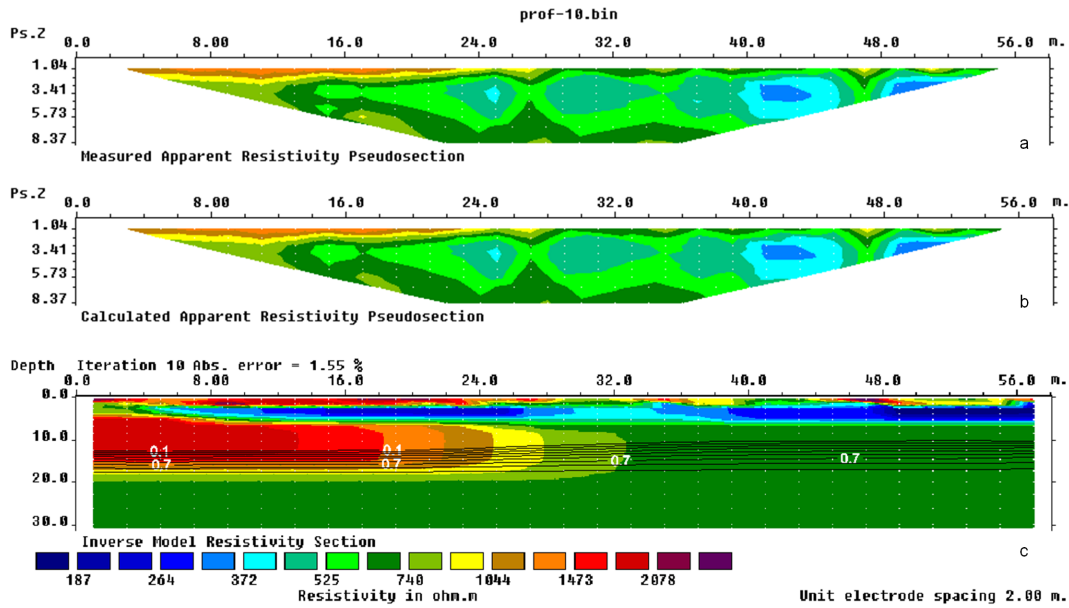 prof-10.bin
Ps.Z 0.0 8.00 16.0 24.0 32.0 40.0 48.0 56.0 m.
1.04
3.41
5.73
8.37
a
Measured Apparent Resistivity Pseudosection
Ps.Z 0.0 8.00 16.0 24.0 32.0 40.0 48.0 56.0 m.
1.04
3.41
5.73
8.37
b
Calculated Apparent Resistivity Pseudosection
Depth Iteration 10 Abs. error = 1.55 %
0.0 8.00 16.0 24.0 32.0 40.0 48.0 56.0 m.
0.0
10.0
0.1 0.1
0.7 0.7 0.7 0.7
20.0
30.0
Inverse Model Resistivity Section
c
187 264 372 525 740 1044 1473 2078
Resistivity in ohm.m Unit electrode spacing 2.00 m.